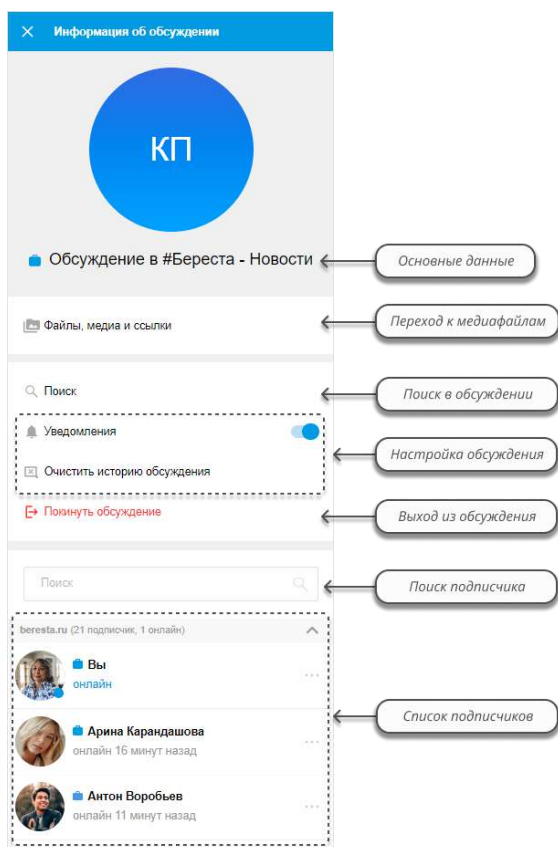 Информация об обсуждении
КП
Обсуждение в #Береста - Новости
Основные данные
Файлы, медиа и ссылки
Переход к медиафайлам
Поиск
Поиск в обсуждении
Уведомления
Настройка обсуждения
Очистить историю обсуждения
Покинуть обсуждение
Выход из обсуждения
Поиск
Поиск подписчика
beresta.ru (21 подписчик, 1 онлайн)
Вы
онлайн
Список подписчиков
Арина Карандашова
онлайн 16 минут назад
Антон Воробьев
онлайн 11 минут назад